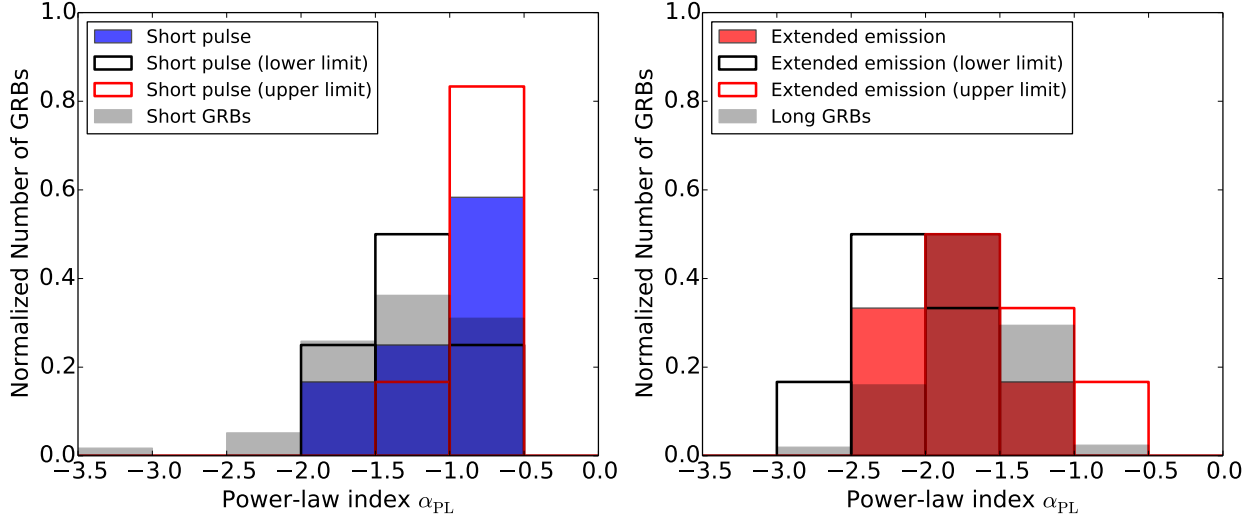 Normalized Number of GRBs
1.0
0.8
0.6
0.4
0.2
0.0
Short pulse
Short pulse (lower limit)
Short pulse (upper limit)
Short GRBs
−3.5 −3.0 −2.5 −2.0 −1.5 −1.0 −0.5 0.0
Power-law index αPL
Normalized Number of GRBs
1.0
0.8
0.6
0.4
0.2
0.0
Extended emission
Extended emission (lower limit)
Extended emission (upper limit)
Long GRBs
−3.5 −3.0 −2.5 −2.0 −1.5 −1.0 −0.5 0.0
Power-law index αPL